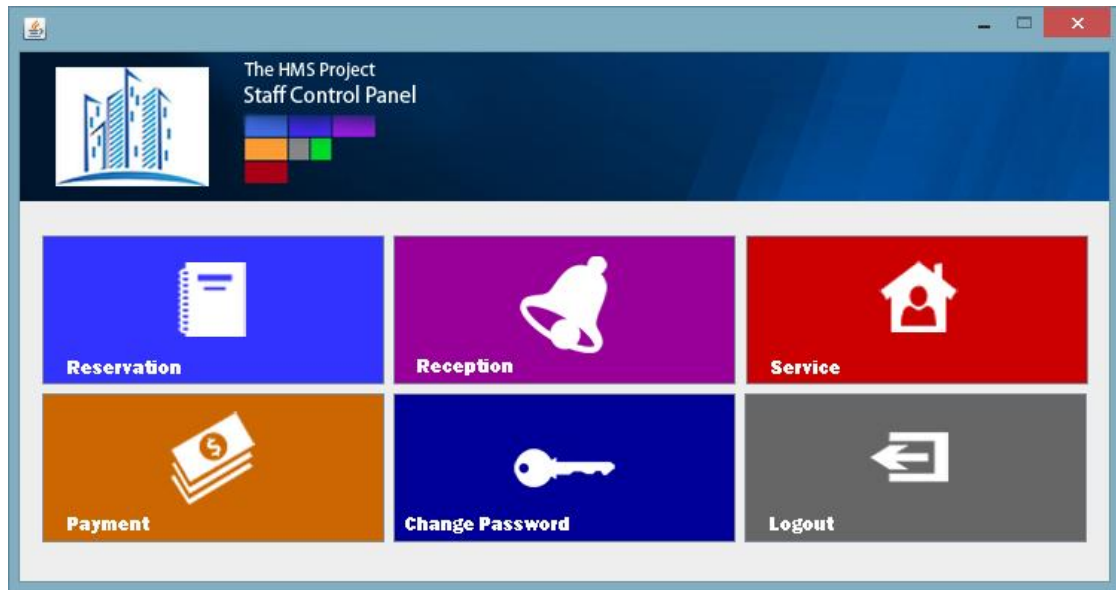 The HMS Project
Staff Control Panel
Reservation
Reception
Service
Payment
Change Password
Logout